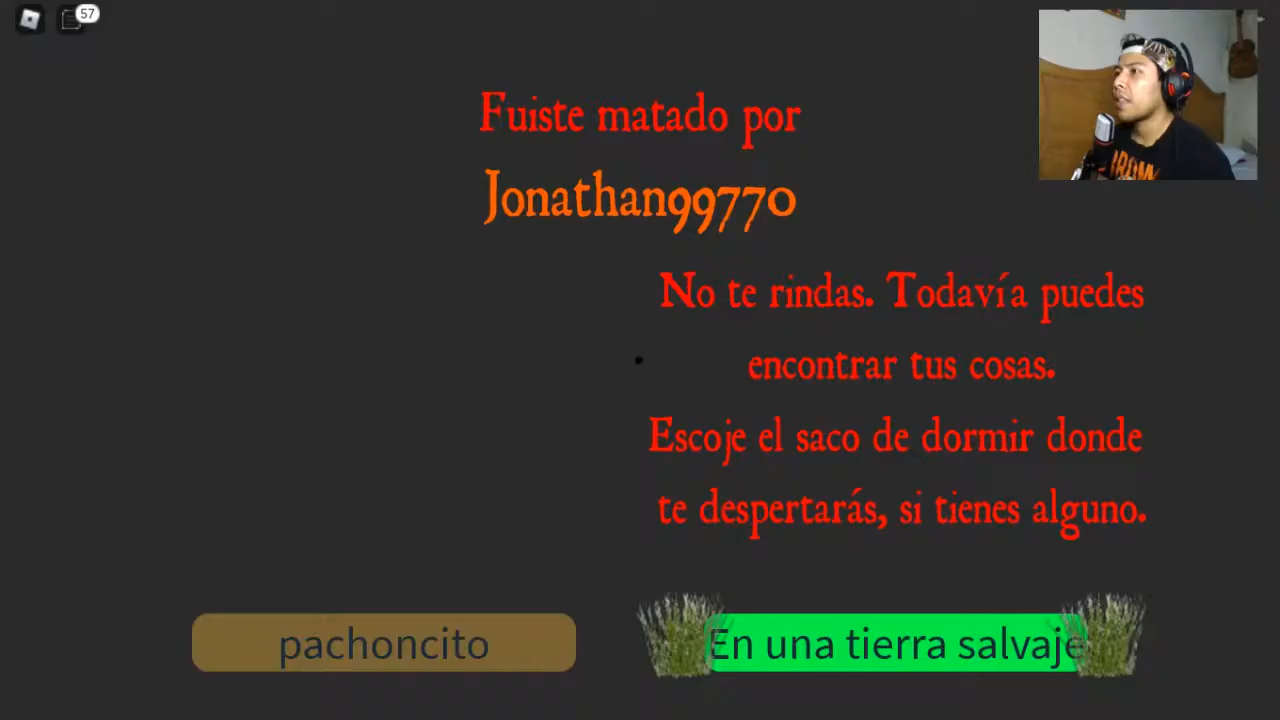 57
Fuiste matado por
Jonathan99770
No te rindas. Todavía puedes
encontrar tus cosas.
Escoje el saco de dormir donde
te despertarás, si tienes alguno.
pachoncito
En una tierra salvaje